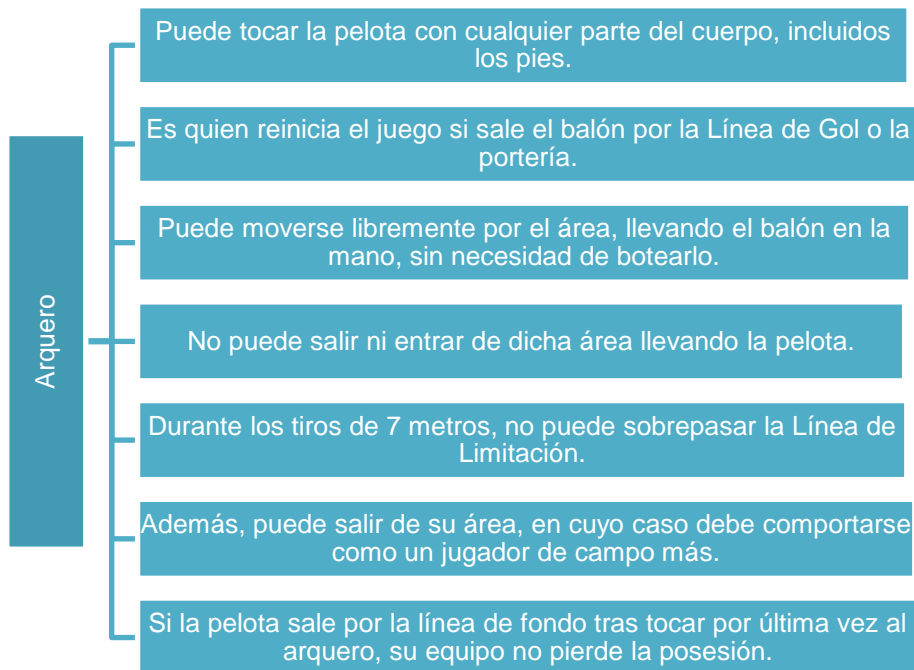 Arquero
Puede tocar la pelota con cualquier parte del cuerpo, incluidos
los pies.
Es quien reinicia el juego si sale el balón por la Línea de Gol o la
portería.
Puede moverse libremente por el área, llevando el balón en la
mano, sin necesidad de botearlo.
No puede salir ni entrar de dicha área llevando la pelota.
Durante los tiros de 7 metros, no puede sobrepasar la Línea de
Limitación.
Además, puede salir de su área, en cuyo caso debe comportarse
como un jugador de campo más.
Si la pelota sale por la línea de fondo tras tocar por última vez al
arquero, su equipo no pierde la posesión.